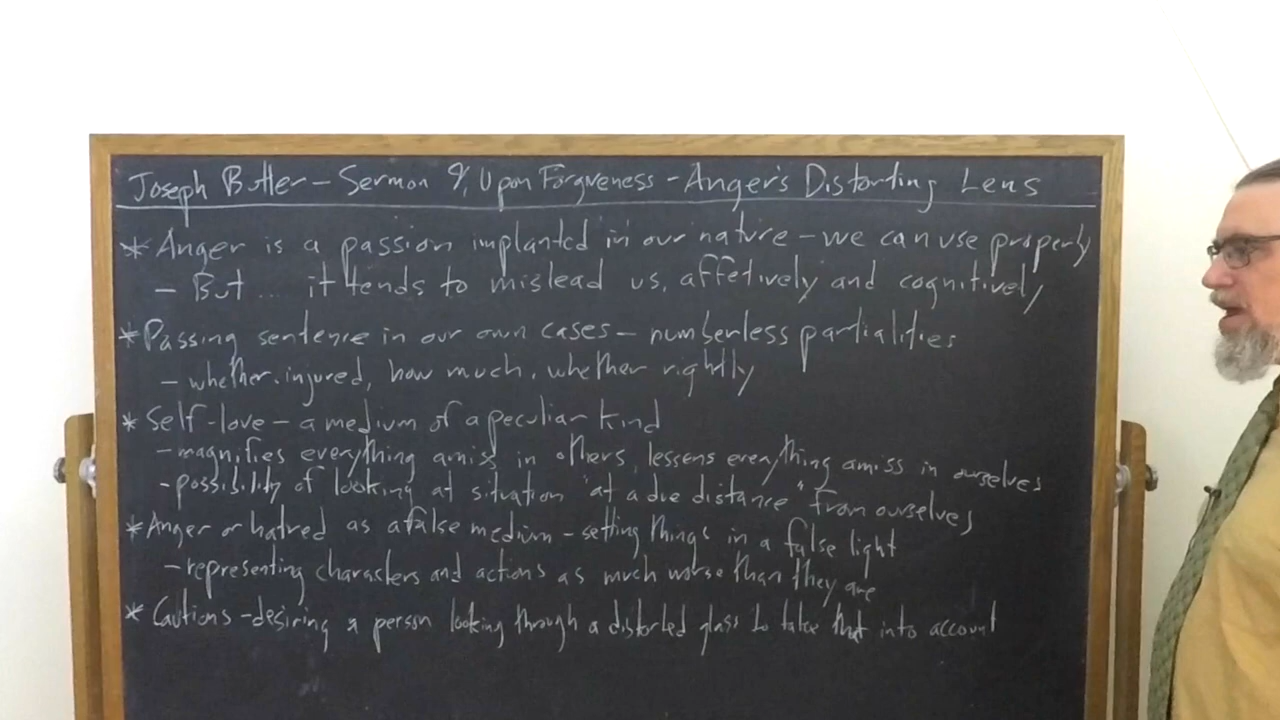 Joseph Butler - Sermon 9, Upon Forgiveness - Anger's Distorting Lens
* Anger is a passion implanted in our nature - we can use properly
- But ... it tends to mislead us, affetively and cognitively
* Passing sentence in our own cases - numberless partialities
- whether injured, how much, whether rightly
* Self-love - a medium of a peculiar kind
- magnifies everything amiss in others, lessens everything amiss in ourselves
- possibility of looking at situation "at a due distance" from ourselves
* Anger or hatred as a false medium - setting things in a false light
- representing characters and actions as much worse than they are
* Cautions - desiring a person looking through a distorted glass to take that into account